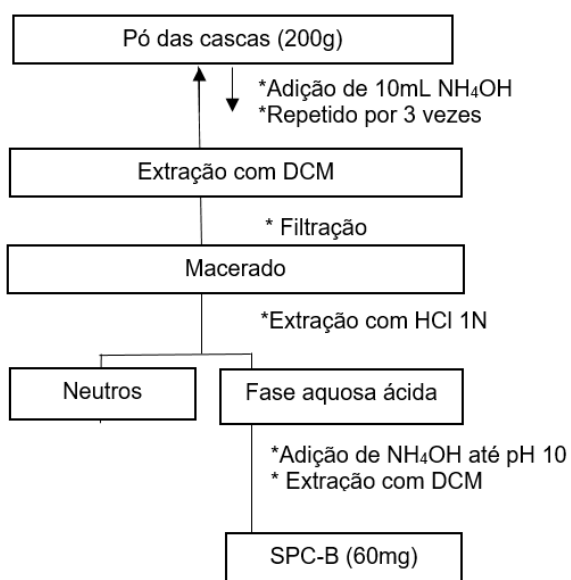 Pó das cascas (200g)
*Adição de 10mL NH₄OH
*Repetido por 3 vezes
Extração com DCM
* Filtração
Macerado
*Extração com HCl 1N
Neutros
Fase aquosa ácida
*Adição de NH₄OH até pH 10
* Extração com DCM
SPC-B (60mg)